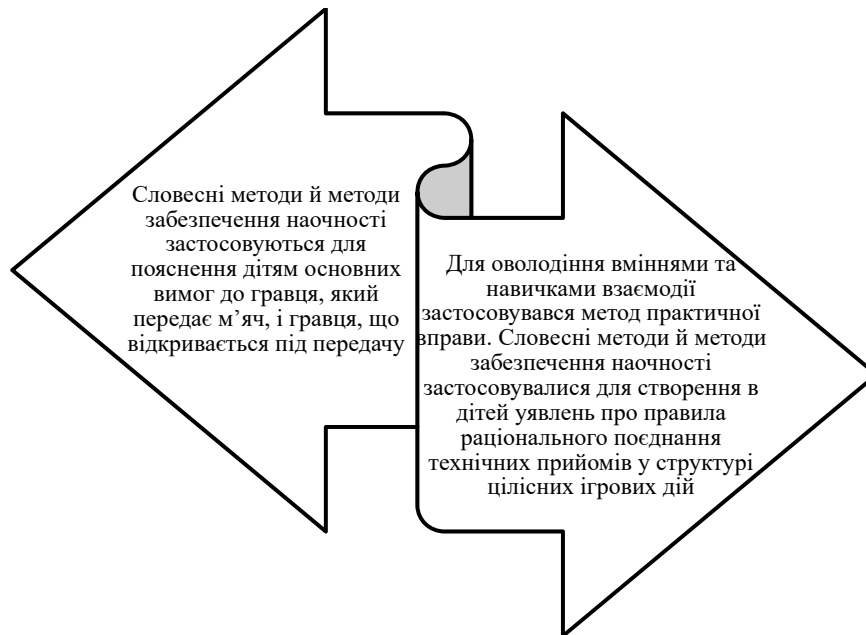 Словесні методи й методи
забезпечення наочності
застосовуються для
пояснення дітям основних
вимог до гравця, який
передає м’яч, і гравця, що
відкривається під передачу
Для оволодіння вміннями та
навичками взаємодії
застосовувався метод практичної
вправи. Словесні методи й методи
забезпечення наочності
застосовувалися для створення в
дітей уявлень про правила
раціонального поєднання
технічних прийомів у структурі
цілісних ігрових дій